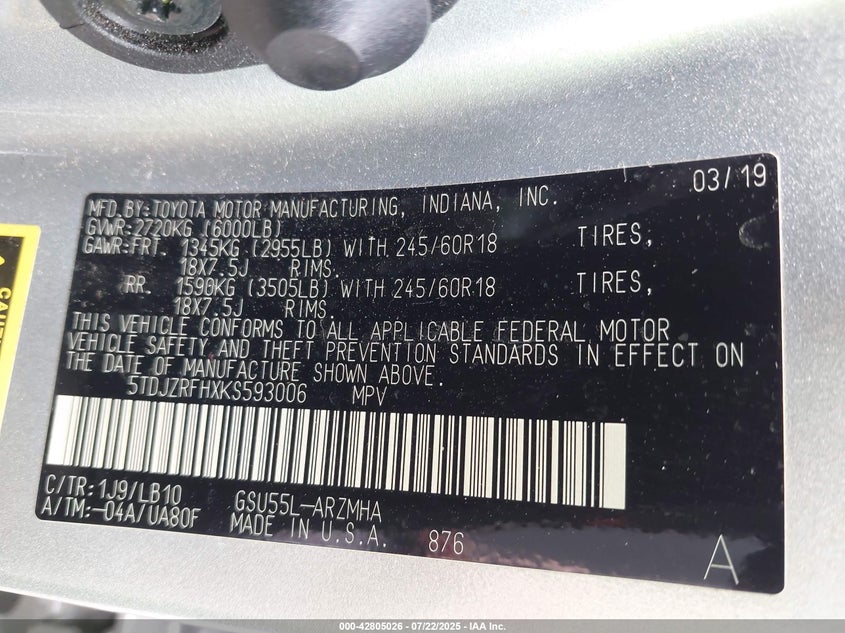 03/19
MFD.BY:TOYOTA MOTOR MANUFACTURING, INDIANA, INC.
GVWR:2720KG (6000LB)
GAWR:FRT. 1345KG (2955LB) WITH 245/60R18 TIRES,
18X7.5J RIMS.
RR. 1590KG (3505LB) WITH 245/60R18 TIRES,
18X7.5J RIMS.
THIS VEHICLE CONFORMS TO ALL APPLICABLE FEDERAL MOTOR
VEHICLE SAFETY AND THEFT PREVENTION STANDARDS IN EFFECT ON
THE DATE OF MANUFACTURE SHOWN ABOVE.
5TDJZRFHXKS593006 MPV
C/TR:1J9/LB10 GSU55L-ARZMHA
A/TM:-04A/UA80F MADE IN U.S.A. 876
A
000-42805026 - 07/22/2025 - IAA Inc.